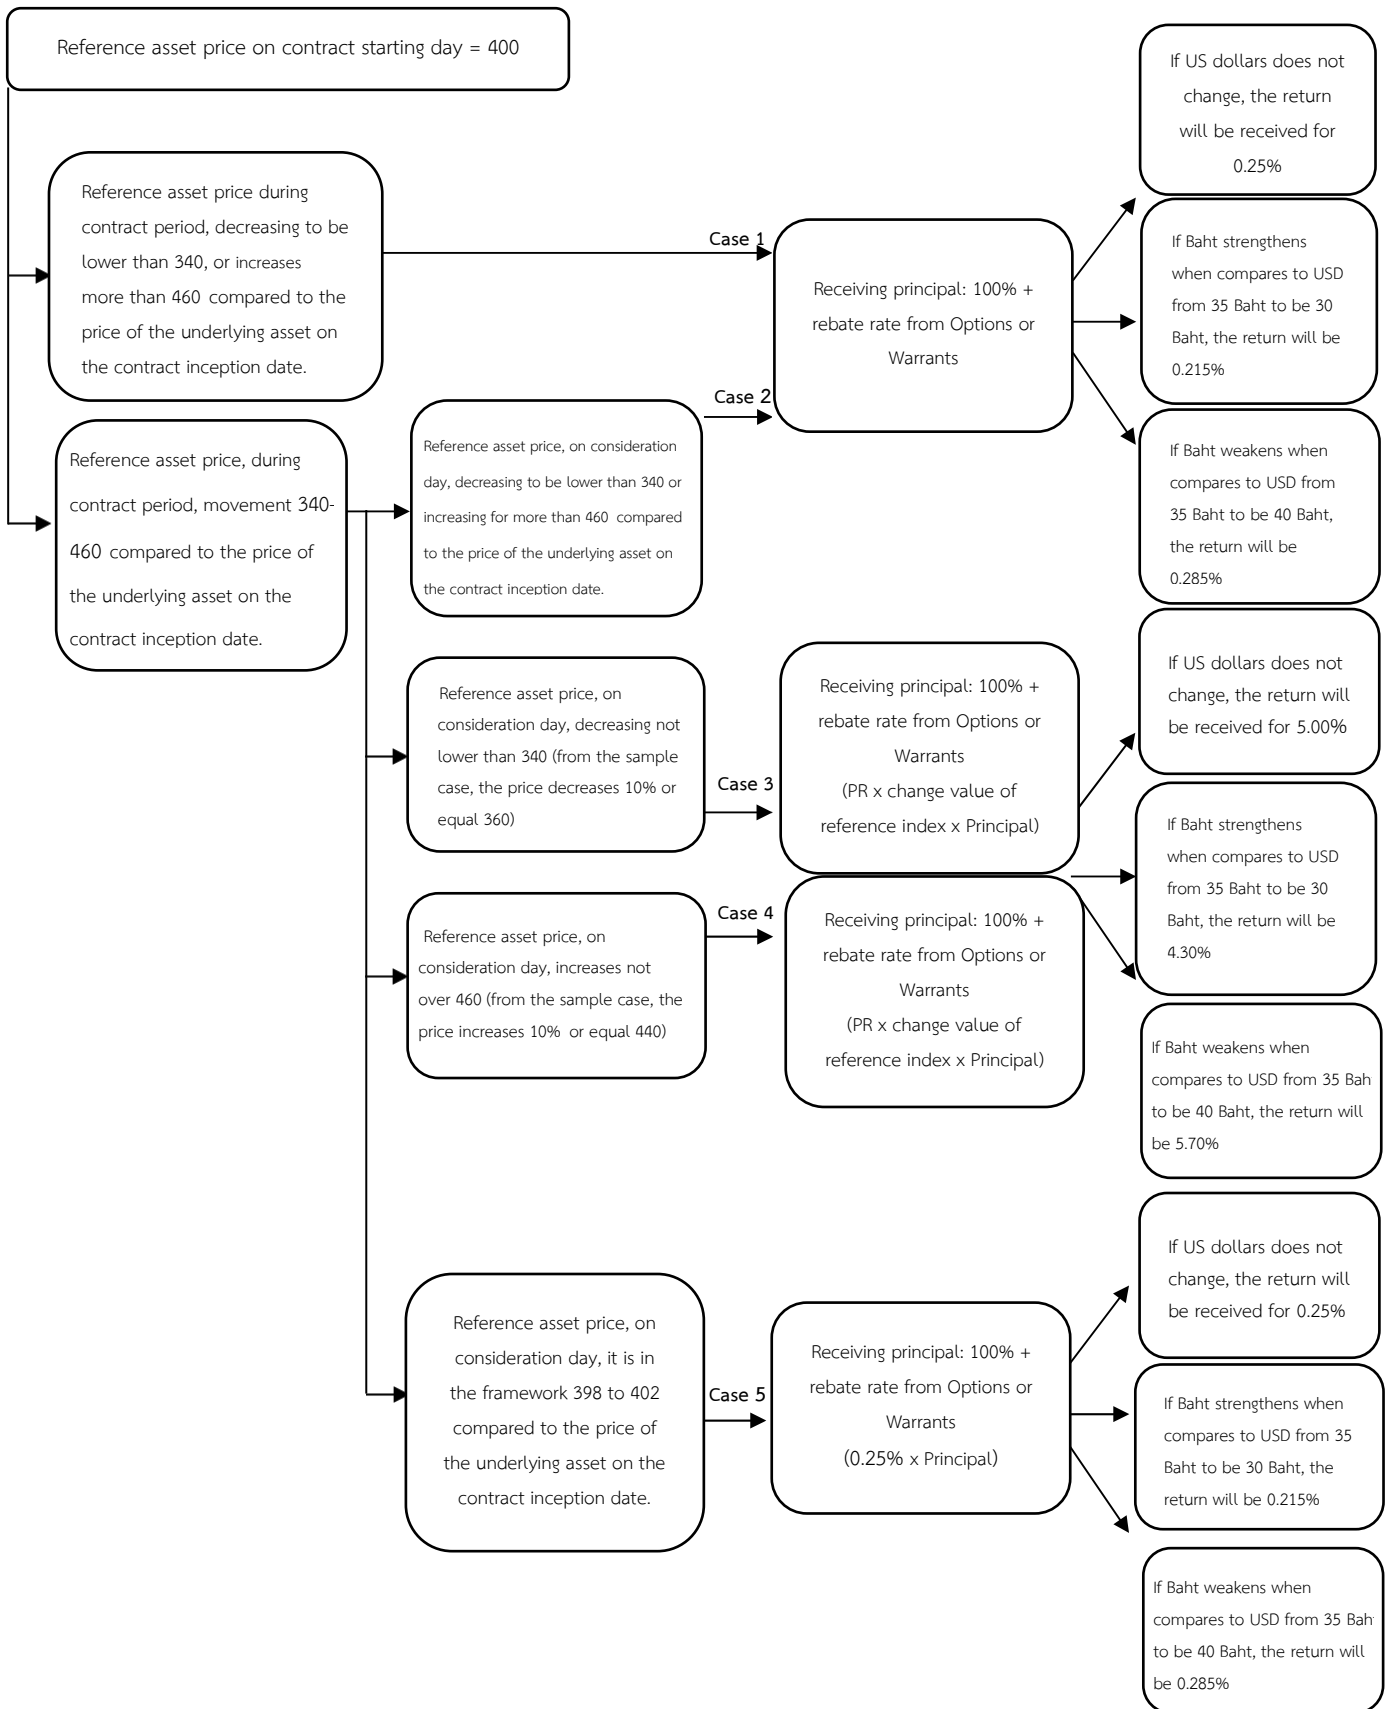 Reference asset price on contract starting day = 400
If US dollars does not
change, the return
will be received for
0.25%
Reference asset price during
contract period, decreasing to be
lower than 340, or increases
more than 460 compared to the
price of the underlying asset on
the contract inception date.
Case 1
Receiving principal: 100% +
rebate rate from Options or
Warrants
If Baht strengthens
when compares to USD
from 35 Baht to be 30
Baht, the return will be
0.215%
Case 2
Reference asset price, during
contract period, movement 340-
460 compared to the price of
the underlying asset on the
contract inception date.
Reference asset price, on consideration
day, decreasing to be lower than 340 or
increasing for more than 460 compared
to the price of the underlying asset on
the contract inception date.
If Baht weakens when
compares to USD from
35 Baht to be 40 Baht,
the return will be
0.285%
Reference asset price, on
consideration day, decreasing not
lower than 340 (from the sample
case, the price decreases 10% or
equal 360)
Case 3
Receiving principal: 100% +
rebate rate from Options or
Warrants
(PR x change value of
reference index x Principal)
If US dollars does not
change, the return will
be received for 5.00%
Reference asset price, on
consideration day, increases not
over 460 (from the sample case, the
price increases 10% or equal 440)
Case 4
Receiving principal: 100% +
rebate rate from Options or
Warrants
(PR x change value of
reference index x Principal)
If Baht strengthens
when compares to USD
from 35 Baht to be 30
Baht, the return will be
4.30%
If Baht weakens when
compares to USD from 35 Bah
to be 40 Baht, the return will
be 5.70%
Reference asset price, on
consideration day, it is in
the framework 398 to 402
compared to the price of
the underlying asset on the
contract inception date.
Case 5
Receiving principal: 100% +
rebate rate from Options or
Warrants
(0.25% x Principal)
If US dollars does not
change, the return will
be received for 0.25%
If Baht strengthens when
compares to USD from 35
Baht to be 30 Baht, the
return will be 0.215%
If Baht weakens when
compares to USD from 35 Bah
to be 40 Baht, the return will
be 0.285%